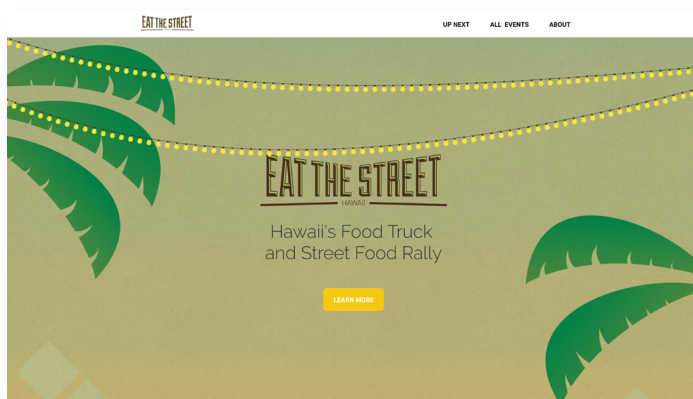 EAT THE STREET
UP NEXT
ALL EVENTS
ABOUT
EAT THE STREET
HAWAII
Hawaii's Food Truck
and Street Food Rally
LEARN MORE